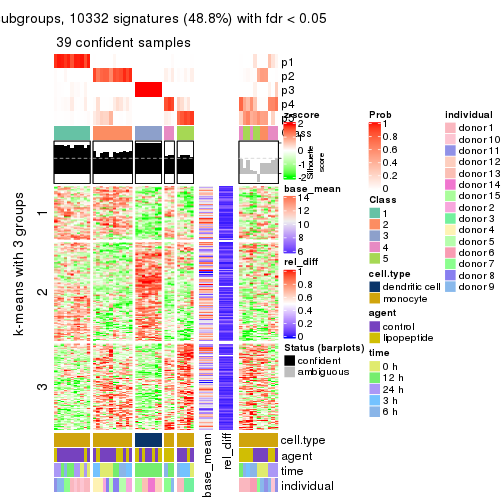 ubgroups, 10332 signatures (48.8%) with fdr < 0.05
39 confident samples
p1
p2
p3
p4
Silhouette
score
k-means with 3 groups
1
2
3
z-score
2
1
0
-1
-2
base_mean
14
12
10
8
6
rel_diff
1
0.8
0.6
0.4
0.2
0
Status (barplots)
confident
ambiguous
Prob
1
0.8
0.6
0.4
0.2
0
Class
1
2
3
4
5
cell.type
dendritic cell
monocyte
agent
control
lipopeptide
time
0 h
12 h
24 h
3 h
6 h
individual
donor 1
donor 10
donor 11
donor 12
donor 13
donor 14
donor 15
donor 2
donor 3
donor 4
donor 5
donor 6
donor 7
donor 8
donor 9
cell.type
agent
time
individual
base_mean
rel_diff